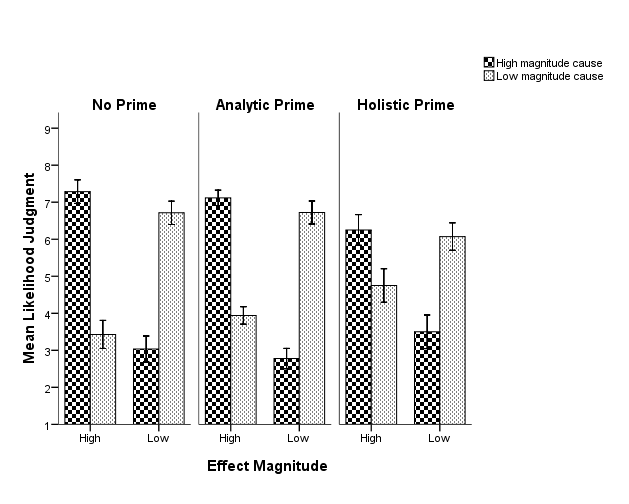 High magnitude cause
Low magnitude cause
No Prime
Analytic Prime
Holistic Prime
Mean Likelihood Judgment
9
8
7
6
5
4
3
2
1
High
Low
High
Low
High
Low
Effect Magnitude